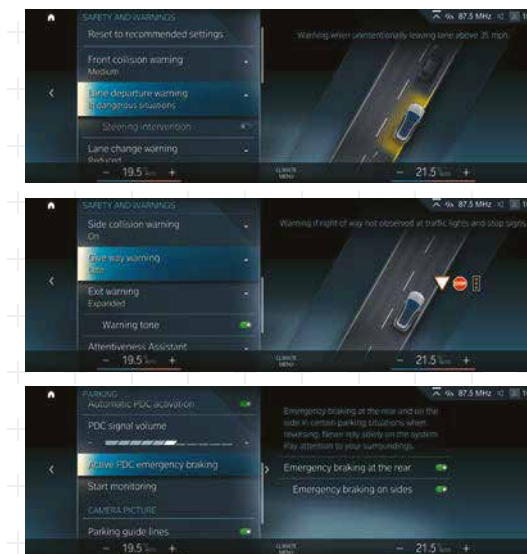 SAFETY AND WARNINGS
87.5 MHz
Reset to recommended settings
Warning when unintentionally leaving lane above 35 mph.
Front collision warning
Medium
Lane departure warning
In dangerous situations
Steering intervention
Lane change warning
Reduced
- 19.5 +
CLIMATE
MENU
- 21.5 +
SAFETY AND WARNINGS
87.5 MHz
Side collision warning
On
Warning if right of way not observed at traffic lights and stop signs.
Give way warning
Exit warning
Expanded
STOP
Warning tone
Attentiveness Assistant
- 19.5 +
CLIMATE
MENU
- 21.5 +
PARKING
87.5 MHz
Automatic PDC activation
PDC signal volume
- +
Emergency braking at the rear and on the
side in certain parking situations when
reversing. Never rely solely on the system.
Pay attention to your surroundings.
Active PDC emergency braking
Emergency braking at the rear
Start monitoring
Emergency braking on sides
CAMERA PICTURE
Parking guide lines
- 19.5 +
CLIMATE
MENU
- 21.5 +